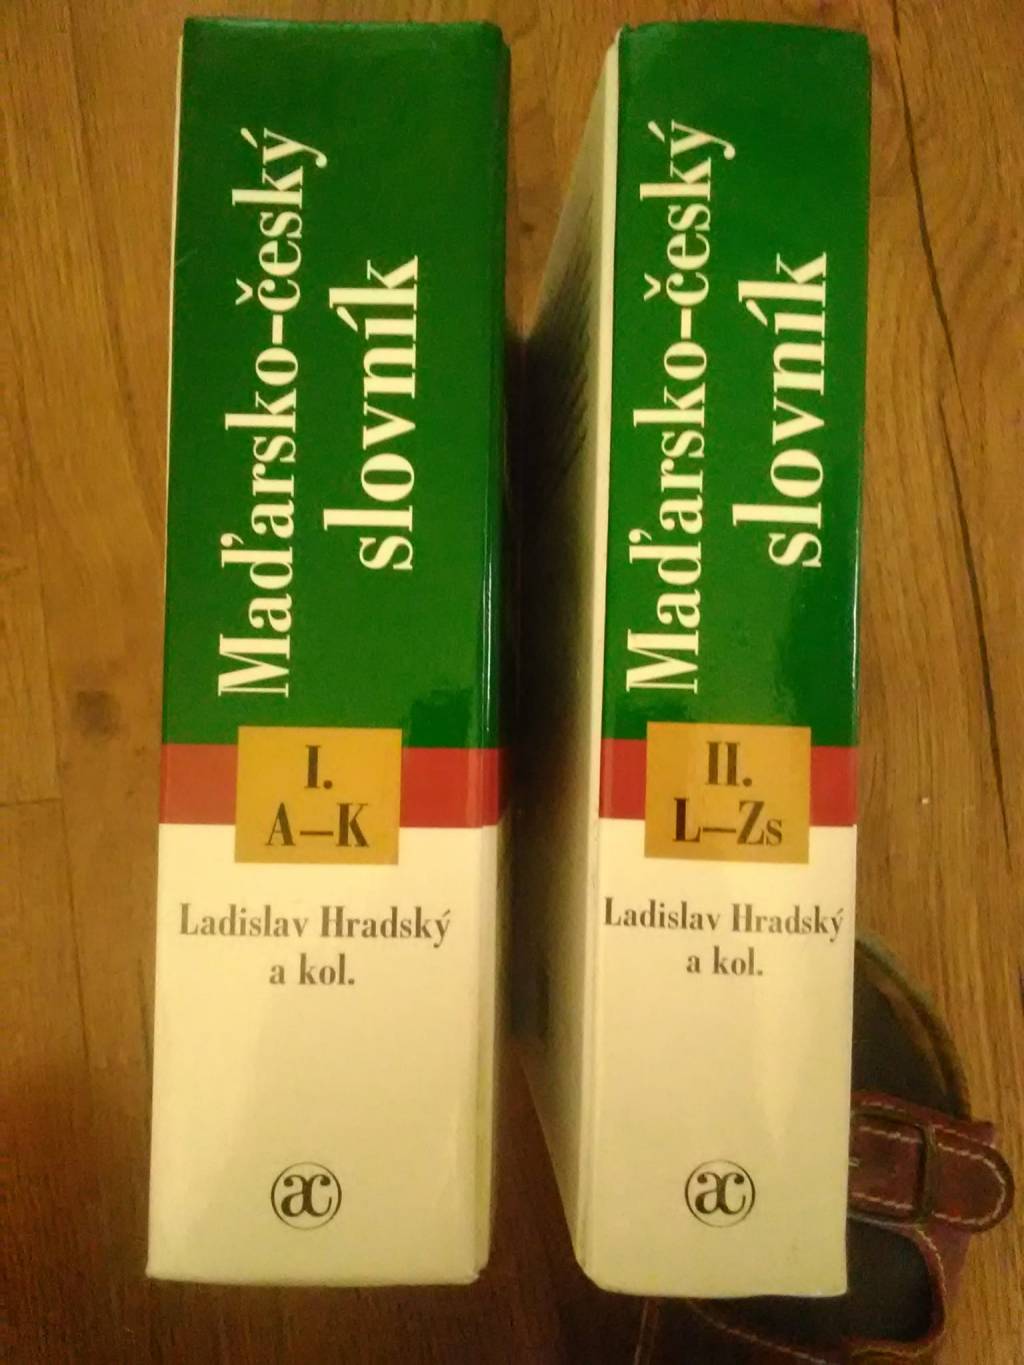 Maďarsko-český
slovník
I.
A–K
Ladislav Hradský
a kol.
ac
Maďarsko-český
slovník
II.
L–Zs
Ladislav Hradský
a kol.
ac